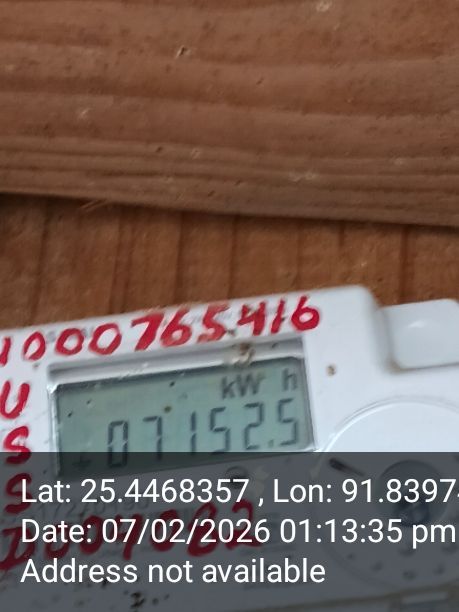 1000765416
kW h
07152.5
U
S
S
Lat: 25.4468357 , Lon: 91.8397
Date: 07/02/2026 01:13:35 pm
Address not available